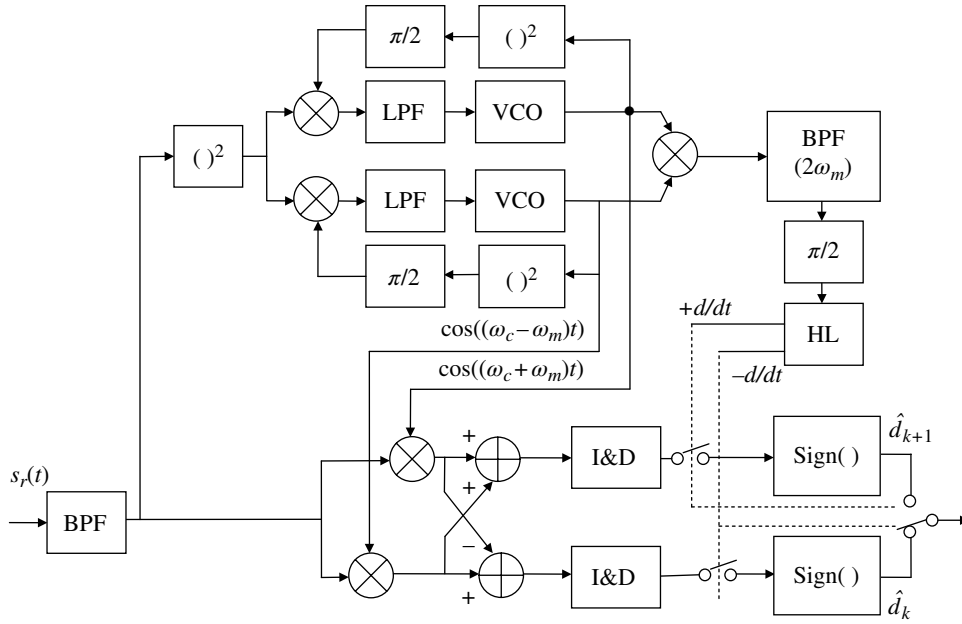 π/2
( )²
LPF
VCO
( )²
BPF
(2ω_m)
LPF
VCO
π/2
π/2
( )²
+d/dt
HL
cos((ω_c − ω_m)t)
cos((ω_c + ω_m)t)
−d/dt
+
+
I&D
Sign( )
d̂_{k+1}
s_r(t)
BPF
−
+
I&D
Sign( )
d̂_k